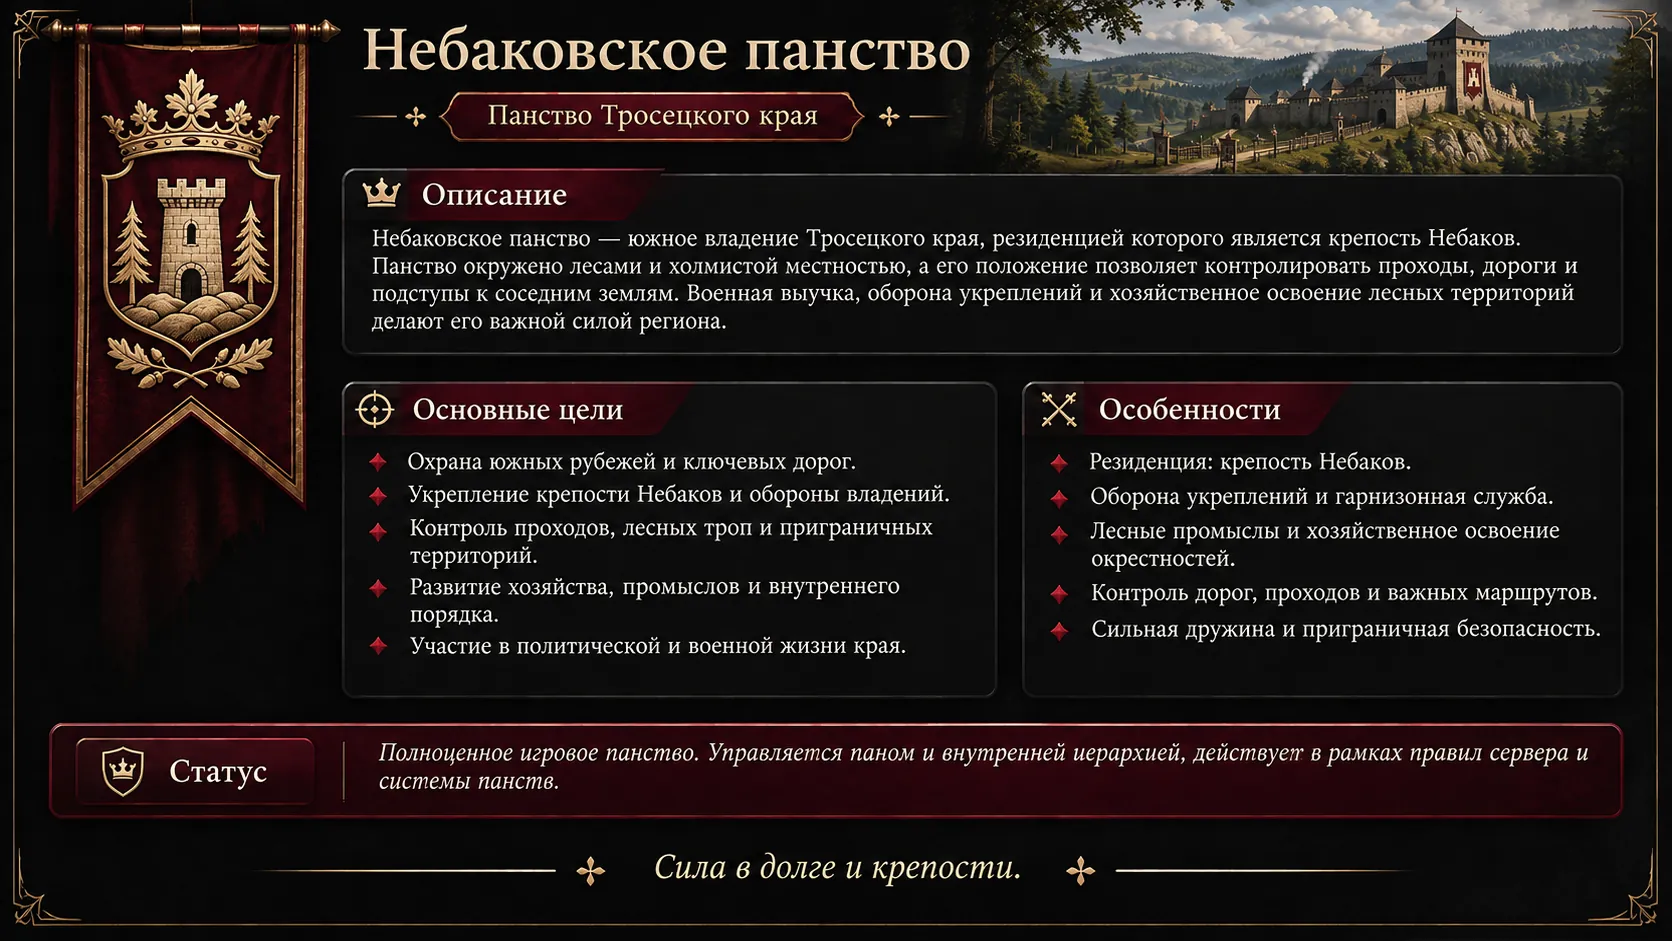 Небаковское панство
Панство Тросецкого края
Описание
Небаковское панство — южное владение Тросецкого края, резиденцией которого является крепость Небаков.
Панство окружено лесами и холмистой местностью, а его положение позволяет контролировать проходы, дороги и
подступы к соседним землям. Военная выучка, оборона укреплений и хозяйственное освоение лесных территорий
делают его важной силой региона.
Основные цели
Охрана южных рубежей и ключевых дорог.
Укрепление крепости Небаков и обороны владений.
Контроль проходов, лесных троп и приграничных
территорий.
Развитие хозяйства, промыслов и внутреннего
порядка.
Участие в политической и военной жизни края.
Особенности
Резиденция: крепость Небаков.
Оборона укреплений и гарнизонная служба.
Лесные промыслы и хозяйственное освоение
окрестностей.
Контроль дорог, проходов и важных маршрутов.
Сильная дружина и приграничная безопасность.
Статус
Полноценное игровое панство. Управляется паном и внутренней иерархией, действует в рамках правил сервера и
системы панств.
Сила в долге и крепости.